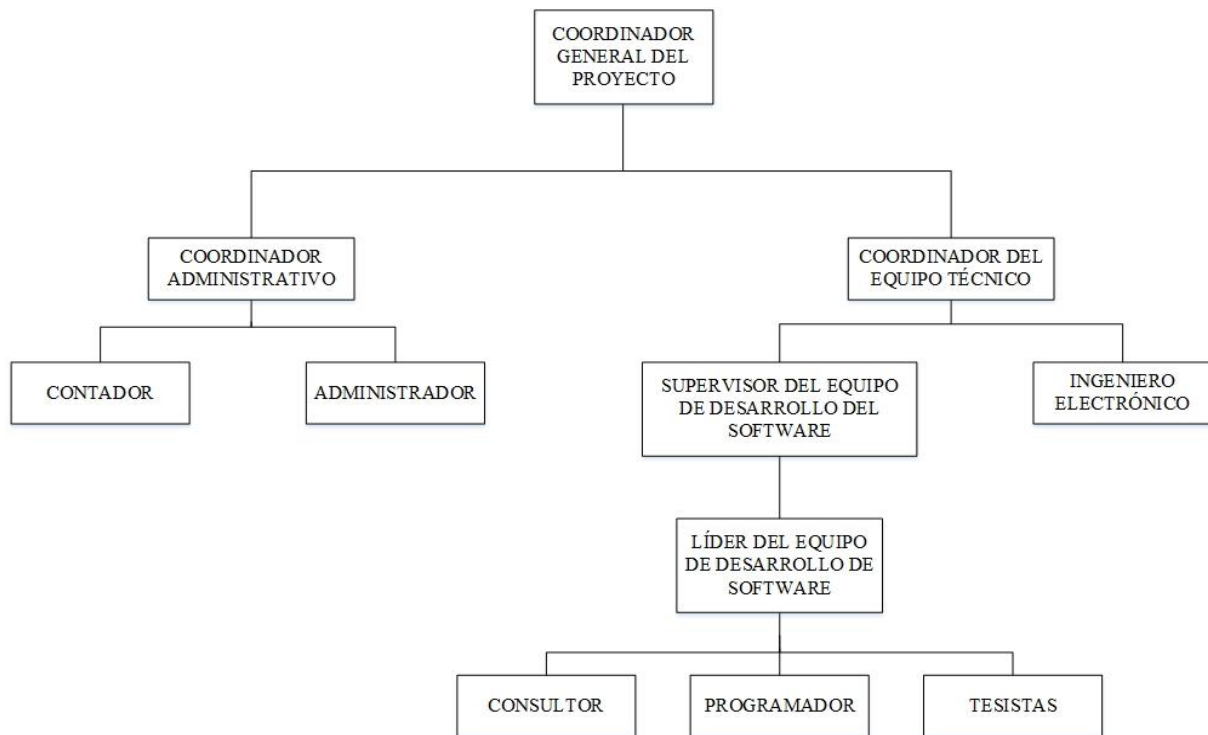 COORDINADOR
GENERAL DEL
PROYECTO
COORDINADOR
ADMINISTRATIVO
COORDINADOR DEL
EQUIPO TÉCNICO
CONTADOR
ADMINISTRADOR
SUPERVISOR DEL EQUIPO
DE DESARROLLO DEL
SOFTWARE
INGENIERO
ELECTRÓNICO
LÍDER DEL EQUIPO
DE DESARROLLO DE
SOFTWARE
CONSULTOR
PROGRAMADOR
TESISTAS